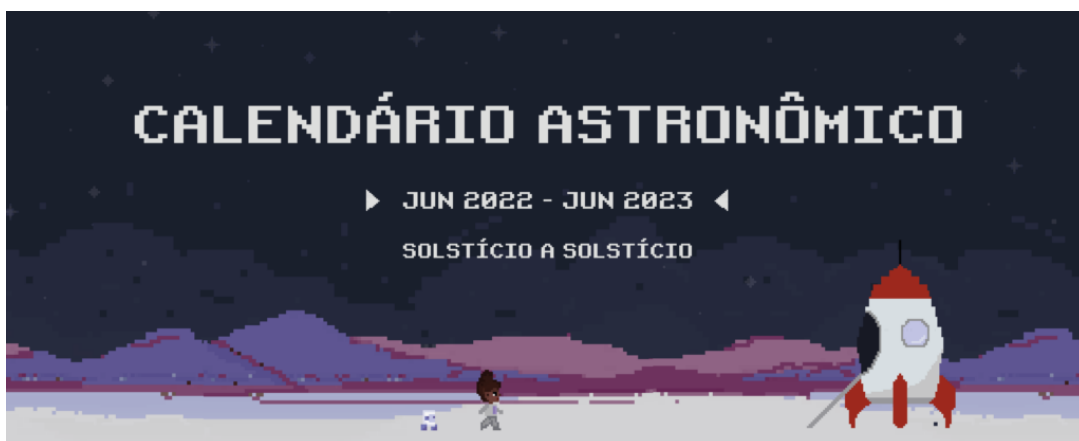 CALENDÁRIO ASTRONÔMICO
JUN 2022 - JUN 2023
SOLSTÍCIO A SOLSTÍCIO